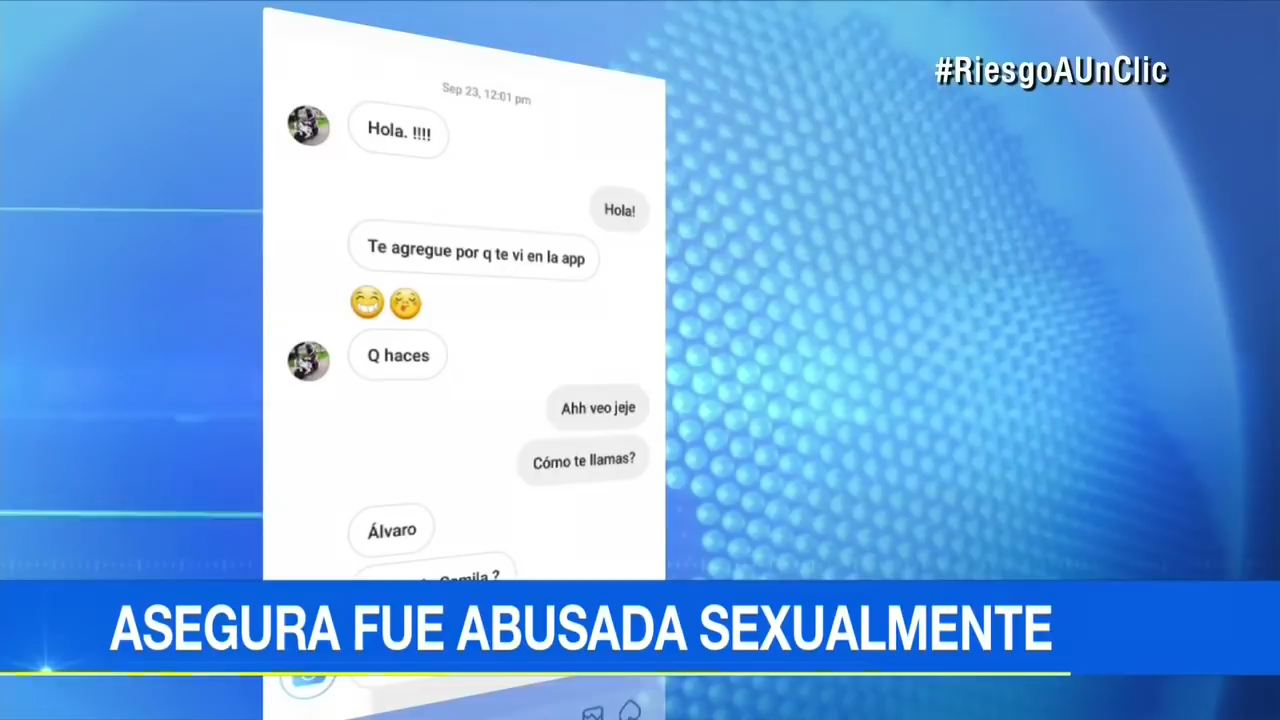 #RiesgoAUnClic
Sep 23, 12:01 pm
Hola. !!!!
Hola!
Te agregue por q te vi en la app
Q haces
Ahh veo jeje
Cómo te llamas?
Álvaro
Camila ?
ASEGURA FUE ABUSADA SEXUALMENTE